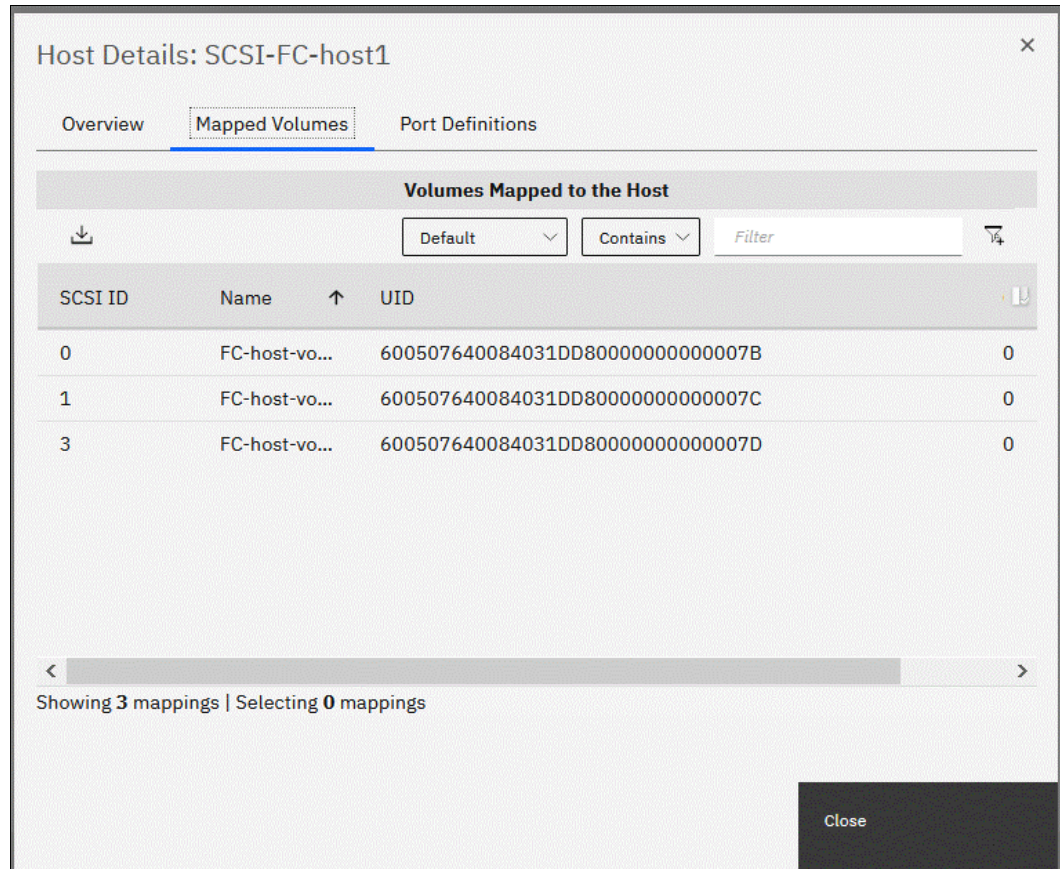 Host Details: SCSI-FC-host1
Overview Mapped Volumes Port Definitions
Volumes Mapped to the Host
Default Contains Filter
SCSI ID Name UID
0 FC-host-vo... 600507640084031DD80000000000007B 0
1 FC-host-vo... 600507640084031DD80000000000007C 0
3 FC-host-vo... 600507640084031DD80000000000007D 0
Showing 3 mappings | Selecting 0 mappings
Close